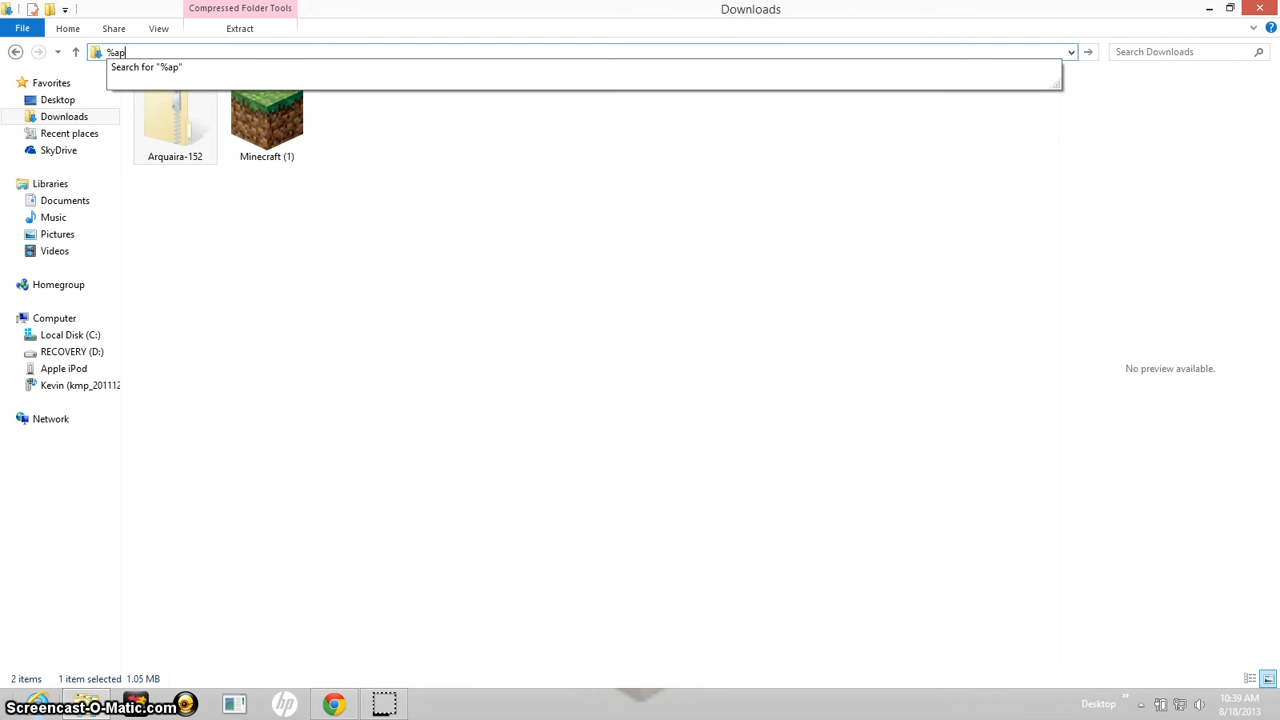 Compressed Folder Tools
Downloads
File
Home
Share
View
Extract
%ap
Search Downloads
Search for "%ap"
Favorites
Desktop
Downloads
Recent places
SkyDrive
Libraries
Documents
Music
Pictures
Videos
Homegroup
Computer
Local Disk (C:)
RECOVERY (D:)
Apple iPod
Kevin (kmp_201112
Network
Arquaira-152
Minecraft (1)
No preview available.
2 items
1 item selected 1.05 MB
hp
Desktop
10:39 AM
8/18/2013
Screencast-O-Matic.com